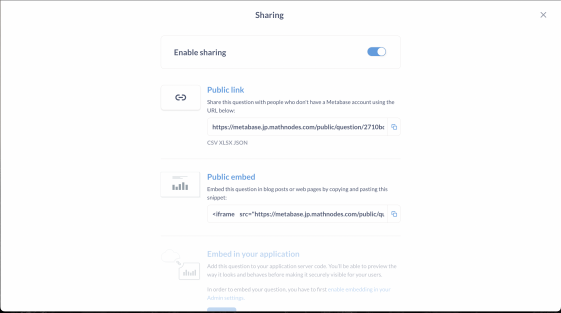 Sharing
Enable sharing
Public link
Share this question with people who don't have a Metabase account using the
URL below:
https://metabase.jp.mathnodes.com/public/question/2710b
CSV XLSX JSON
Public embed
Embed this question in blog posts or web pages by copying and pasting this
snippet:
<iframe src="https://metabase.jp.mathnodes.com/public/qu
Embed in your application
Add this question to your application server code. You'll be able to preview the
way it looks and behaves before making it securely visible for your users.
In order to embed your question, you have to first enable embedding in your
Admin settings.